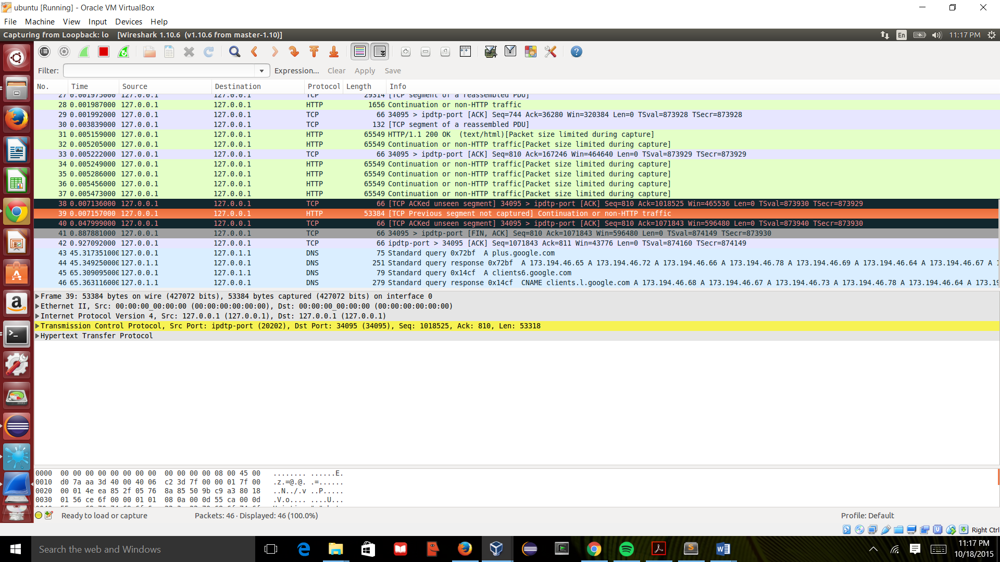 ubuntu [Running] - Oracle VM VirtualBox
File Machine View Input Devices Help
Capturing from Loopback: lo [Wireshark 1.10.6 (v1.10.6 from master-1.10)] En 11:17 PM
Filter: Expression... Clear Apply Save
No. Time Source Destination Protocol Length Info
27 0.001975000 127.0.0.1 127.0.0.1 TCP 29314 [TCP segment of a reassembled PDU]
28 0.001987000 127.0.0.1 127.0.0.1 HTTP 1656 Continuation or non-HTTP traffic
29 0.001992000 127.0.0.1 127.0.0.1 TCP 66 34095 > ipdtp-port [ACK] Seq=744 Ack=36280 Win=320384 Len=0 TSval=873928 TSecr=873928
30 0.003839000 127.0.0.1 127.0.0.1 TCP 132 [TCP segment of a reassembled PDU]
31 0.005159000 127.0.0.1 127.0.0.1 HTTP 65549 HTTP/1.1 200 OK (text/html)[Packet size limited during capture]
32 0.005205000 127.0.0.1 127.0.0.1 HTTP 65549 Continuation or non-HTTP traffic[Packet size limited during capture]
33 0.005222000 127.0.0.1 127.0.0.1 TCP 66 34095 > ipdtp-port [ACK] Seq=810 Ack=167246 Win=464640 Len=0 TSval=873929 TSecr=873929
34 0.005249000 127.0.0.1 127.0.0.1 HTTP 65549 Continuation or non-HTTP traffic[Packet size limited during capture]
35 0.005286000 127.0.0.1 127.0.0.1 HTTP 65549 Continuation or non-HTTP traffic[Packet size limited during capture]
36 0.005456000 127.0.0.1 127.0.0.1 HTTP 65549 Continuation or non-HTTP traffic[Packet size limited during capture]
37 0.005473000 127.0.0.1 127.0.0.1 HTTP 65549 Continuation or non-HTTP traffic[Packet size limited during capture]
38 0.007136000 127.0.0.1 127.0.0.1 TCP 66 [TCP ACKed unseen segment] 34095 > ipdtp-port [ACK] Seq=810 Ack=1018525 Win=465536 Len=0 TSval=873930 TSecr=873929
39 0.007157000 127.0.0.1 127.0.0.1 HTTP 53384 [TCP Previous segment not captured] Continuation or non-HTTP traffic
40 0.047999000 127.0.0.1 127.0.0.1 TCP 66 [TCP ACKed unseen segment] 34095 > ipdtp-port [ACK] Seq=810 Ack=1071843 Win=596480 Len=0 TSval=873940 TSecr=873930
41 0.887881000 127.0.0.1 127.0.0.1 TCP 66 34095 > ipdtp-port [FIN, ACK] Seq=810 Ack=1071843 Win=596480 Len=0 TSval=874149 TSecr=873930
42 0.927092000 127.0.0.1 127.0.0.1 TCP 66 ipdtp-port > 34095 [ACK] Seq=1071843 Ack=811 Win=43776 Len=0 TSval=874160 TSecr=874149
43 45.317351000 127.0.0.1 127.0.1.1 DNS 75 Standard query 0x72bf A plus.google.com
44 45.349250000 127.0.1.1 127.0.0.1 DNS 251 Standard query response 0x72bf A 173.194.46.65 A 173.194.46.72 A 173.194.46.66 A 173.194.46.78 A 173.194.46.69 A 173.194.46.64 A 173.194.46.67 A 1
45 65.309095000 127.0.0.1 127.0.1.1 DNS 79 Standard query 0x14cf A clients6.google.com
46 65.363116000 127.0.1.1 127.0.0.1 DNS 279 Standard query response 0x14cf CNAME clients.l.google.com A 173.194.46.68 A 173.194.46.67 A 173.194.46.73 A 173.194.46.78 A 173.194.46.64 A 173.19
Frame 39: 53384 bytes on wire (427072 bits), 53384 bytes captured (427072 bits) on interface 0
Ethernet II, Src: 00:00:00_00:00:00 (00:00:00:00:00:00), Dst: 00:00:00_00:00:00 (00:00:00:00:00:00)
Internet Protocol Version 4, Src: 127.0.0.1 (127.0.0.1), Dst: 127.0.0.1 (127.0.0.1)
Transmission Control Protocol, Src Port: ipdtp-port (20202), Dst Port: 34095 (34095), Seq: 1018525, Ack: 810, Len: 53318
Hypertext Transfer Protocol
0000 00 00 00 00 00 00 00 00 00 00 00 00 08 00 45 00 ........ ......E.
0010 d0 7a aa 3d 40 00 40 06 c2 3d 7f 00 00 01 7f 00 .z.=@.@. .=......
0020 00 01 4e ea 85 2f 05 76 8a 85 50 9b c9 a3 80 18 ..N../.v ..P.....
0030 01 56 ce 6f 00 00 01 01 08 0a 00 0d 55 ca 00 0d .V.o.... ....U...
Ready to load or capture Packets: 46 · Displayed: 46 (100.0%) Profile: Default
Right Ctrl
Search the web and Windows
11:17 PM
10/18/2015